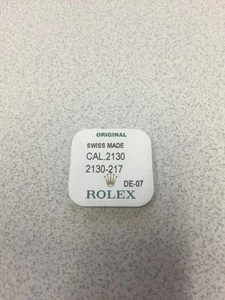 ORIGINAL
SWISS MADE
CAL.2130
2130-217
DE-07
ROLEX